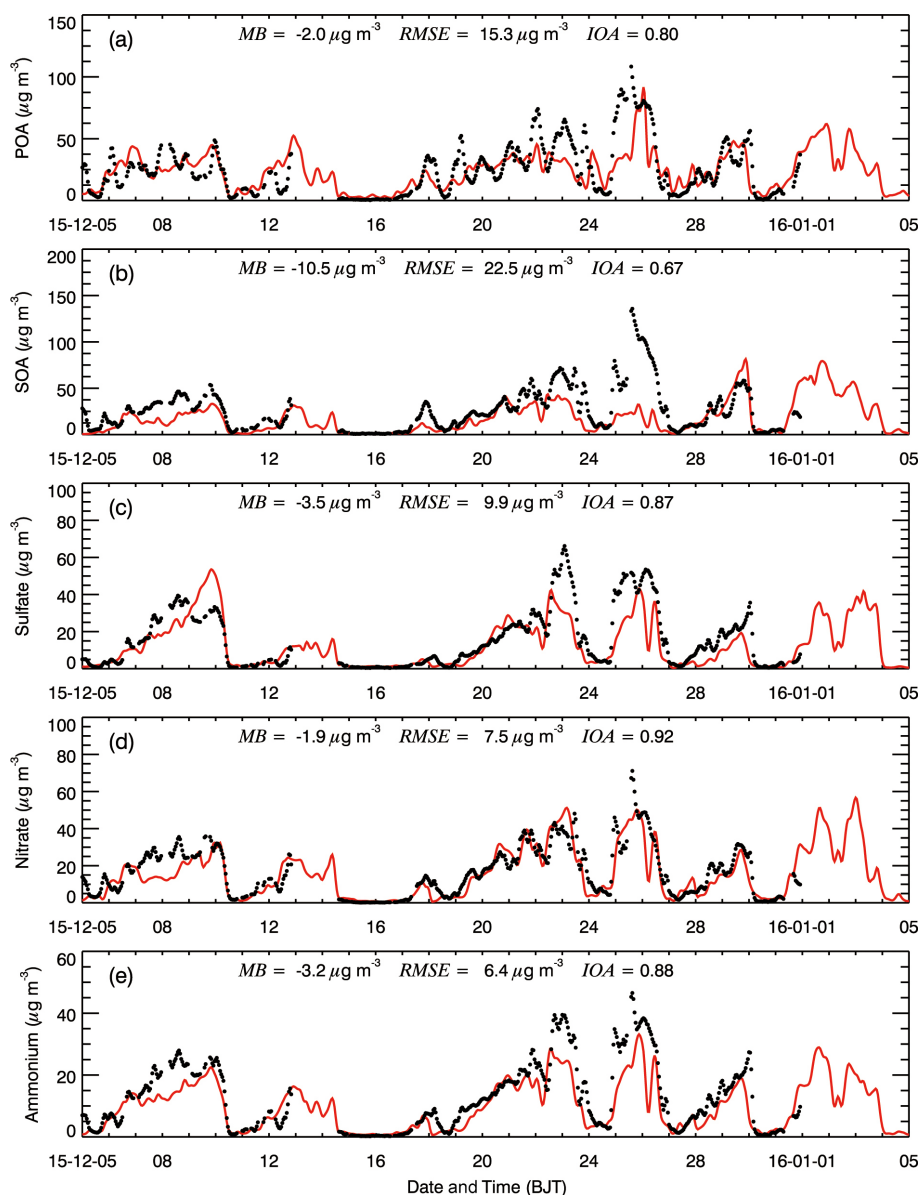 (a) MB = -2.0 µg m-3 RMSE = 15.3 µg m-3 IOA = 0.80
150
100
50
0
POA (µg m-3)
15-12-05 08 12 16 20 24 28 16-01-01 05
(b) MB = -10.5 µg m-3 RMSE = 22.5 µg m-3 IOA = 0.67
200
150
100
50
0
SOA (µg m-3)
15-12-05 08 12 16 20 24 28 16-01-01 05
(c) MB = -3.5 µg m-3 RMSE = 9.9 µg m-3 IOA = 0.87
100
80
60
40
20
0
Sulfate (µg m-3)
15-12-05 08 12 16 20 24 28 16-01-01 05
(d) MB = -1.9 µg m-3 RMSE = 7.5 µg m-3 IOA = 0.92
100
80
60
40
20
0
Nitrate (µg m-3)
15-12-05 08 12 16 20 24 28 16-01-01 05
(e) MB = -3.2 µg m-3 RMSE = 6.4 µg m-3 IOA = 0.88
60
40
20
0
Ammonium (µg m-3)
15-12-05 08 12 16 20 24 28 16-01-01 05
Date and Time (BJT)